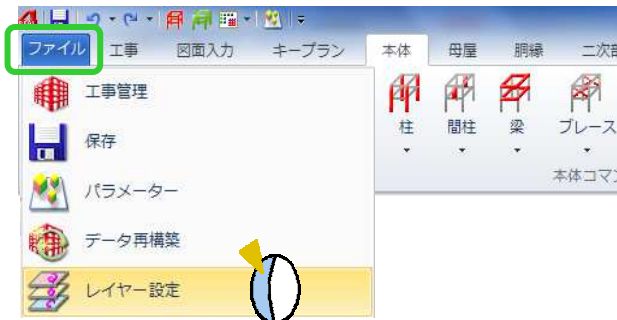 ファイル 工事 図面入力 キープラン 本体 母屋 胴縁 二次部
工事管理
保存
パラメーター
データ再構築
レイヤー設定
柱 間柱 梁 ブレース
本体コマン